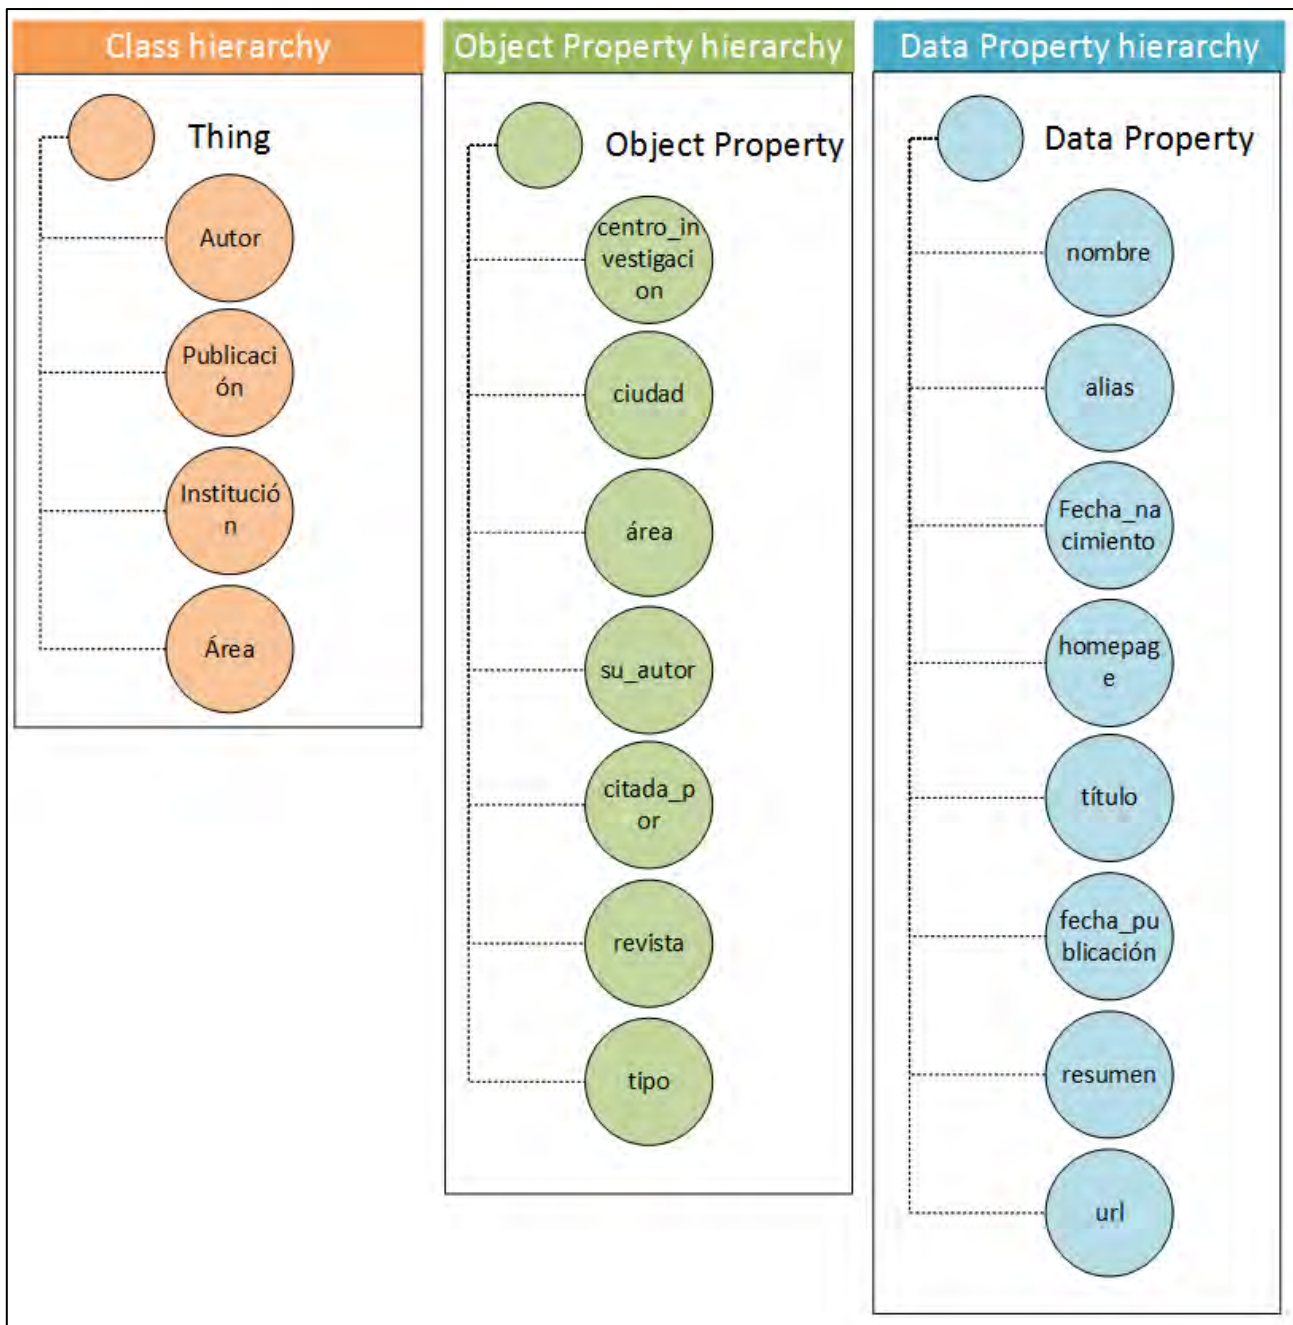 Class hierarchy
Thing
Autor
Publicaci
ón
Institució
n
Área
Object Property hierarchy
Object Property
centro_in
vestigaci
on
ciudad
área
su_autor
citada_p
or
revista
tipo
Data Property hierarchy
Data Property
nombre
alias
Fecha_na
cimiento
homepag
e
título
fecha_pu
blicación
resumen
url